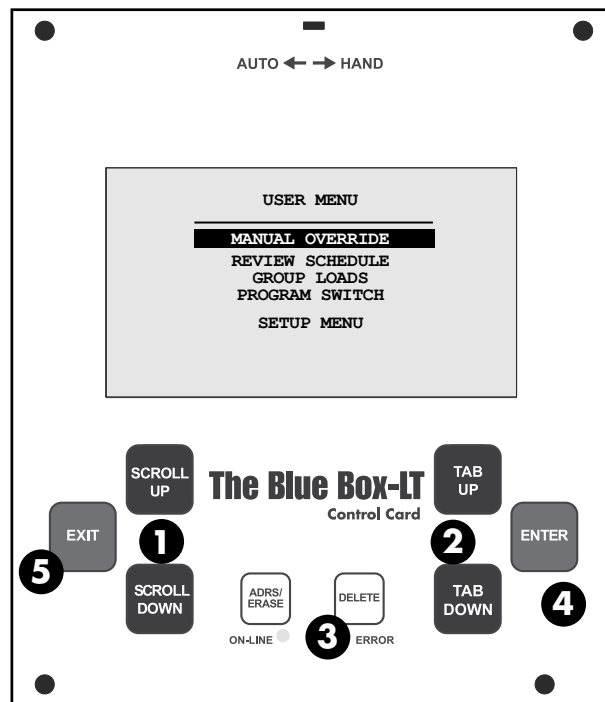 AUTO ← → HAND
USER MENU
MANUAL OVERRIDE
REVIEW SCHEDULE
GROUP LOADS
PROGRAM SWITCH
SETUP MENU
SCROLL
UP
The Blue Box-LT
Control Card
TAB
UP
EXIT
1
2
ENTER
5
SCROLL
DOWN
ADRS/
ERASE
DELETE
TAB
DOWN
4
ON-LINE
3
ERROR